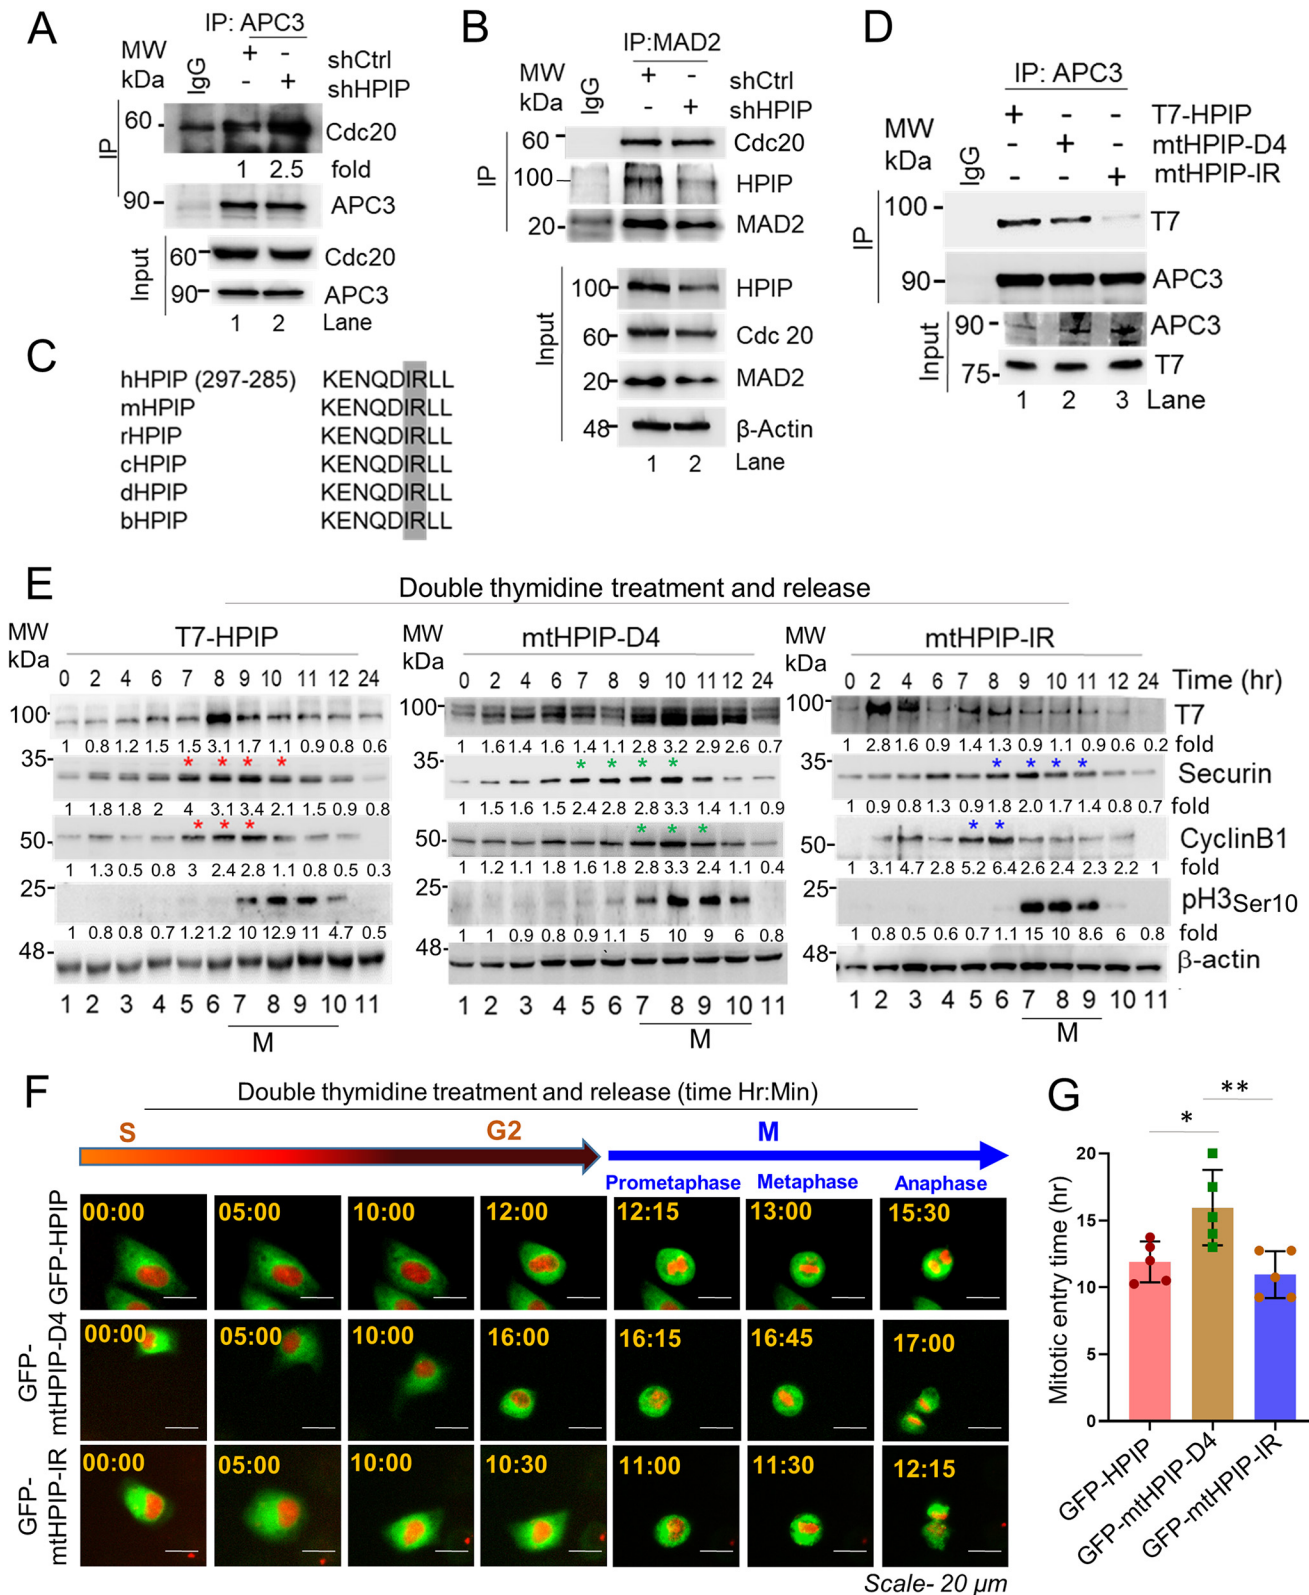 A
IP: APC3
MW
kDa
IgG
+ - shCtrl
- + shHPIP
IP
60
Cdc20
1 2.5 fold
90
APC3
Input
60
Cdc20
90
APC3
1 2 Lane
B
IP:MAD2
MW
kDa
IgG
+ - shCtrl
- + shHPIP
IP
60
Cdc20
100
HPIP
20
MAD2
Input
100
HPIP
60
Cdc 20
20
MAD2
48
β-Actin
1 2 Lane
C
hHPIP (297-285) KENQDIRLL
mHPIP KENQDIRLL
rHPIP KENQDIRLL
cHPIP KENQDIRLL
dHPIP KENQDIRLL
bHPIP KENQDIRLL
D
IP: APC3
MW
kDa
IgG
+ - - T7-HPIP
- + - mtHPIP-D4
- - + mtHPIP-IR
IP
100
T7
90
APC3
Input
90
APC3
75
T7
1 2 3 Lane
E
Double thymidine treatment and release
MW
kDa
T7-HPIP
0 2 4 6 7 8 9 10 11 12 24
100
1 0.8 1.2 1.5 1.5 3.1 1.7 1.1 0.9 0.8 0.6
35
* * * *
1 1.8 1.8 2 4 3.1 3.4 2.1 1.5 0.9 0.8
50
* * *
1 1.3 0.5 0.8 3 2.4 2.8 1.1 0.8 0.5 0.3
25
1 0.8 0.8 0.7 1.2 1.2 10 12.9 11 4.7 0.5
48
1 2 3 4 5 6 7 8 9 10 11
M
MW
kDa
mtHPIP-D4
0 2 4 6 7 8 9 10 11 12 24
100
1 1.6 1.4 1.6 1.4 1.1 2.8 3.2 2.9 2.6 0.7
35
* * * *
1 1.5 1.6 1.5 2.4 2.8 2.8 3.3 1.4 1.1 0.9
50
* * *
1 1.2 1.1 1.8 1.6 1.8 2.8 3.3 2.4 1.1 0.4
25
1 1 0.9 0.8 0.9 1.1 5 10 9 6 0.8
48
1 2 3 4 5 6 7 8 9 10 11
M
MW
kDa
mtHPIP-IR
0 2 4 6 7 8 9 10 11 12 24 Time (hr)
100
T7
1 2.8 1.6 0.9 1.4 1.3 0.9 1.1 0.9 0.6 0.2 fold
35
* * * *
Securin
1 0.9 0.8 1.3 0.9 1.8 2.0 1.7 1.4 0.8 0.7 fold
50
* *
CyclinB1
1 3.1 4.7 2.8 5.2 6.4 2.6 2.4 2.3 2.2 1 fold
25
pH3Ser10
1 0.8 0.5 0.6 0.7 1.1 15 10 8.6 6 0.8 fold
48
β-actin
1 2 3 4 5 6 7 8 9 10 11
M
F
Double thymidine treatment and release (time Hr:Min)
S G2 M
Prometaphase Metaphase Anaphase
GFP-HPIP
00:00 05:00 10:00 12:00 12:15 13:00 15:30
GFP-
mtHPIP-D4
00:00 05:00 10:00 16:00 16:15 16:45 17:00
GFP-
mtHPIP-IR
00:00 05:00 10:00 10:30 11:00 11:30 12:15
Scale- 20 µm
G
**
*
Mitotic entry time (hr)
20
15
10
5
0
GFP-HPIP
GFP-mtHPIP-D4
GFP-mtHPIP-IR